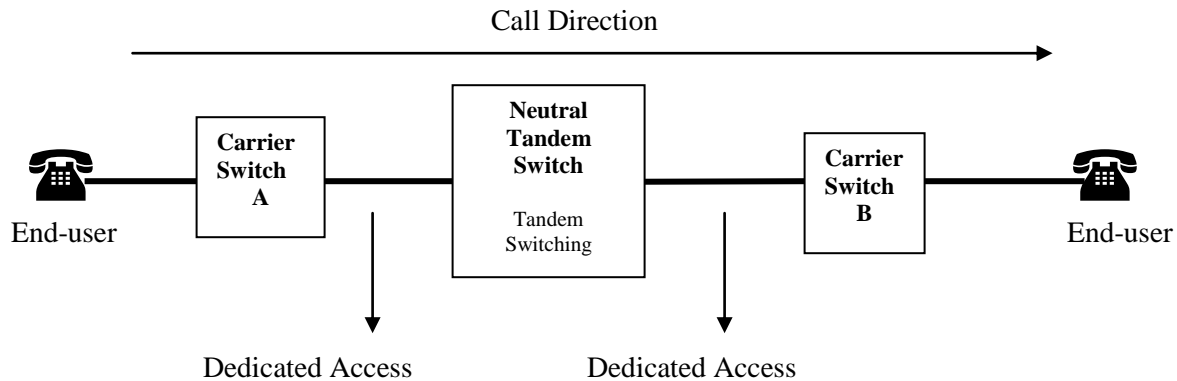 Call Direction
Neutral
Tandem
Switch
Tandem
Switching
Carrier
Switch
A
Carrier
Switch
B
End-user
End-user
Dedicated Access
Dedicated Access